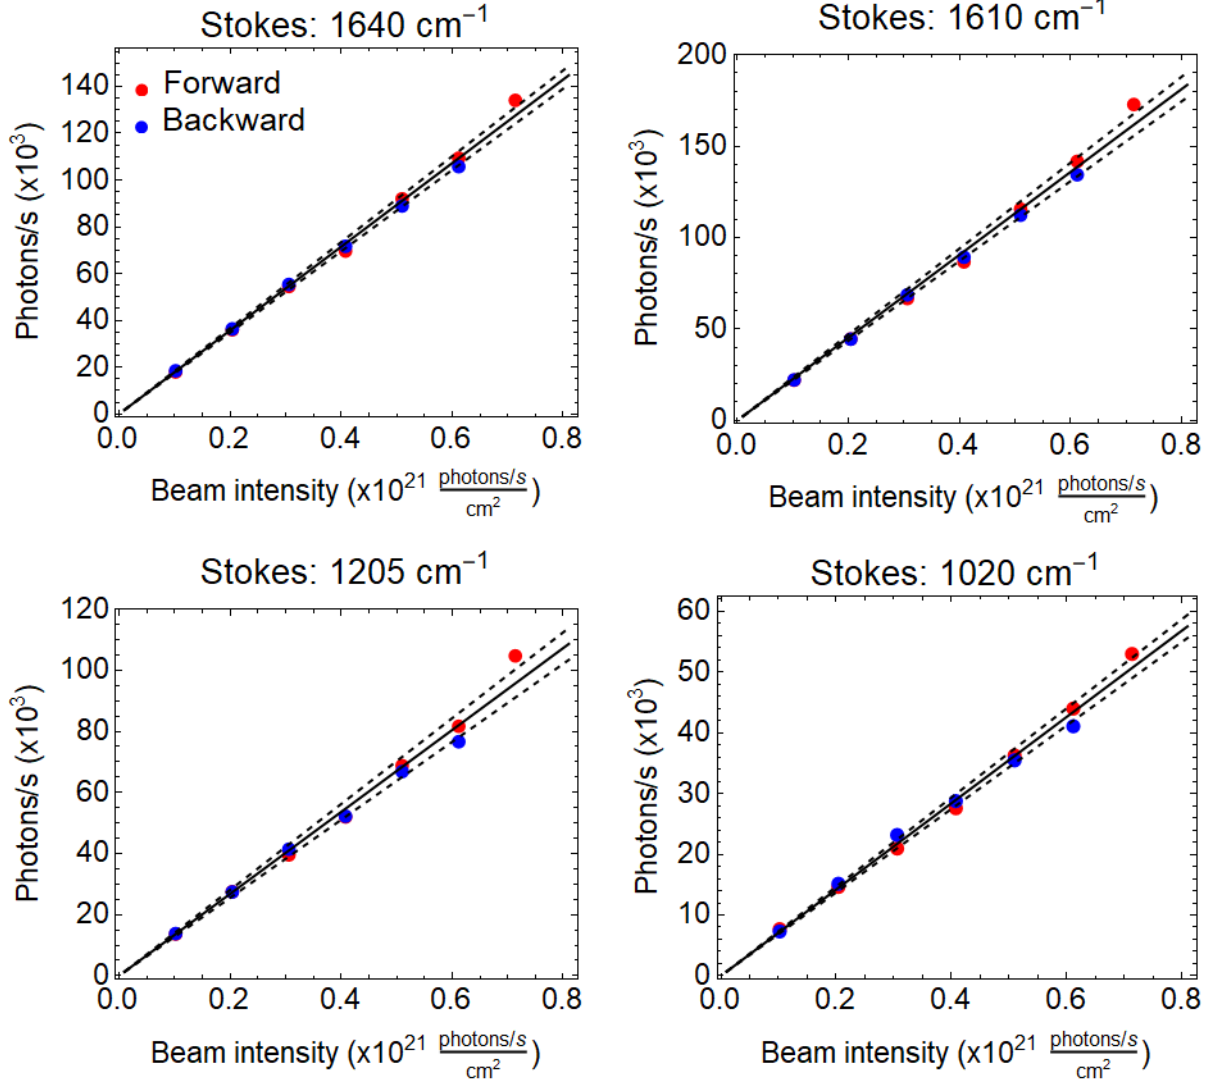 Stokes: 1640 cm⁻¹
Forward
Backward
140
120
100
80
60
40
20
0
Photons/s (x10³)
0.0 0.2 0.4 0.6 0.8
Beam intensity (x10²¹ photons/s / cm²)
Stokes: 1610 cm⁻¹
200
150
100
50
0
Photons/s (x10³)
0.0 0.2 0.4 0.6 0.8
Beam intensity (x10²¹ photons/s / cm²)
Stokes: 1205 cm⁻¹
120
100
80
60
40
20
0
Photons/s (x10³)
0.0 0.2 0.4 0.6 0.8
Beam intensity (x10²¹ photons/s / cm²)
Stokes: 1020 cm⁻¹
60
50
40
30
20
10
0
Photons/s (x10³)
0.0 0.2 0.4 0.6 0.8
Beam intensity (x10²¹ photons/s / cm²)